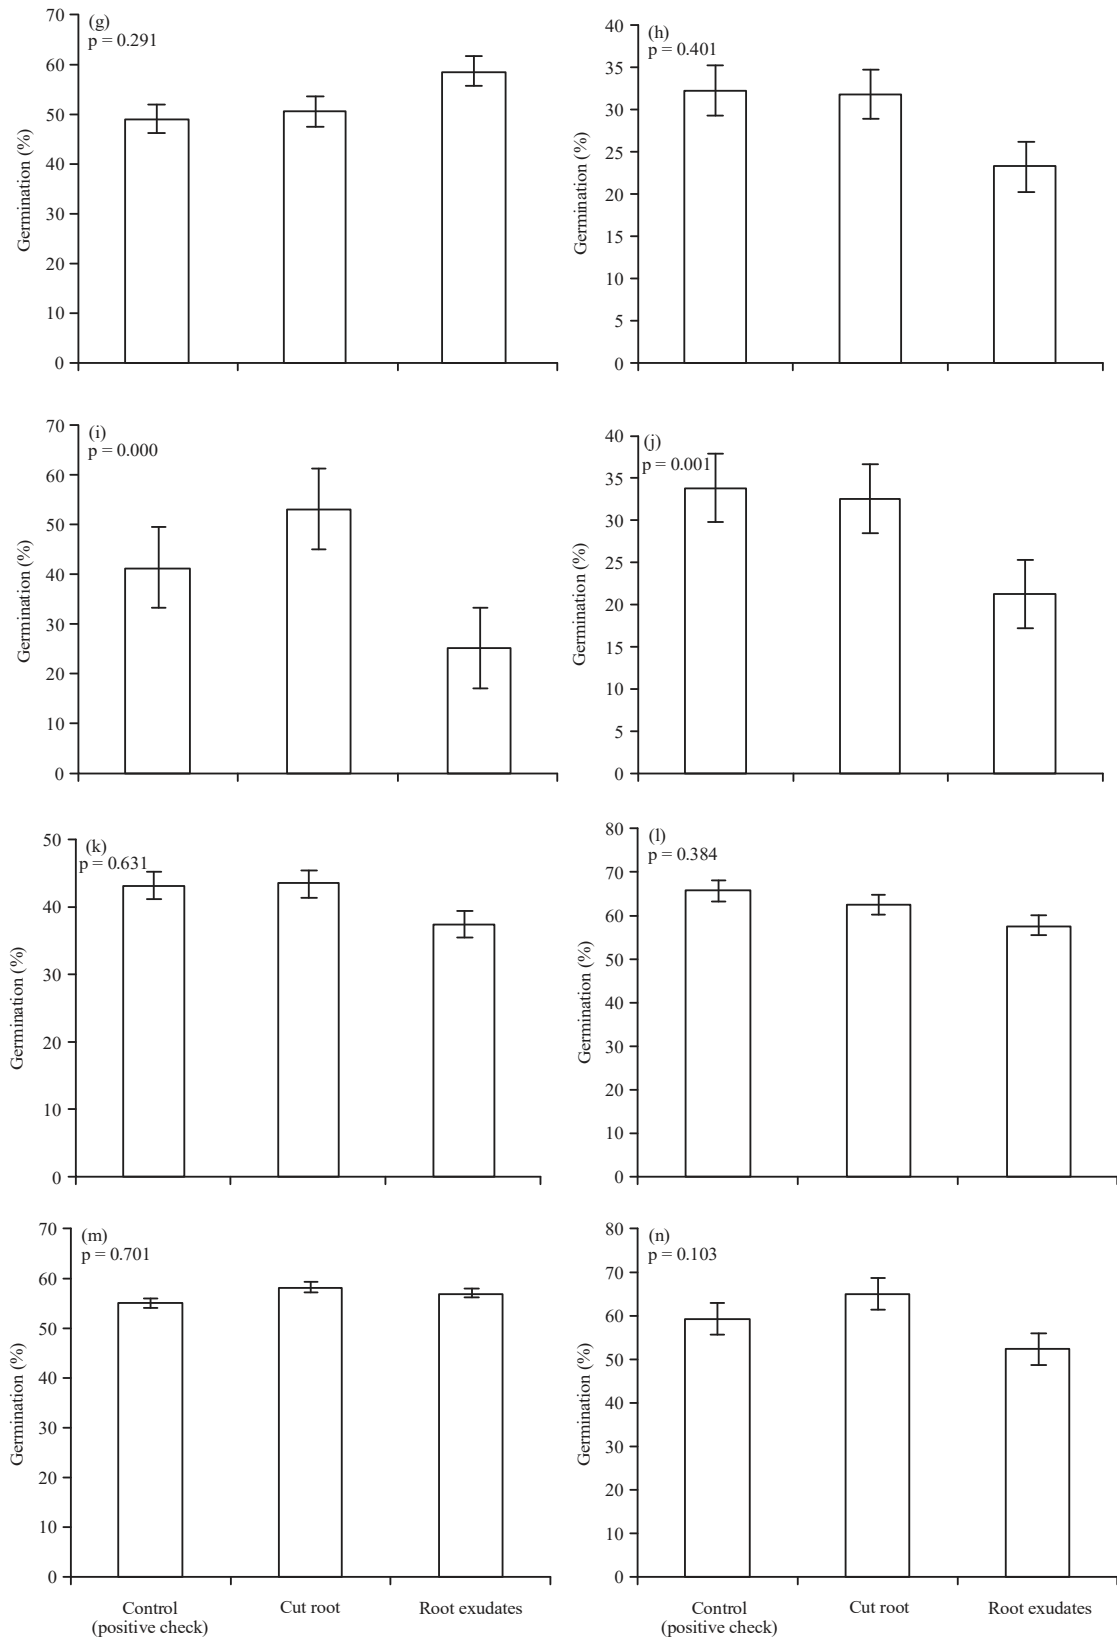 (g)
p = 0.291
Germination (%)
70
60
50
40
30
20
10
0
(h)
p = 0.401
Germination (%)
40
35
30
25
20
15
10
5
0
(i)
p = 0.000
Germination (%)
70
60
50
40
30
20
10
0
(j)
p = 0.001
Germination (%)
40
35
30
25
20
15
10
5
0
(k)
p = 0.631
Germination (%)
50
40
30
20
10
0
(l)
p = 0.384
Germination (%)
80
70
60
50
40
30
20
10
0
(m)
p = 0.701
Germination (%)
70
60
50
40
30
20
10
0
Control
(positive check)
Cut root
Root exudates
(n)
p = 0.103
Germination (%)
80
70
60
50
40
30
20
10
0
Control
(positive check)
Cut root
Root exudates